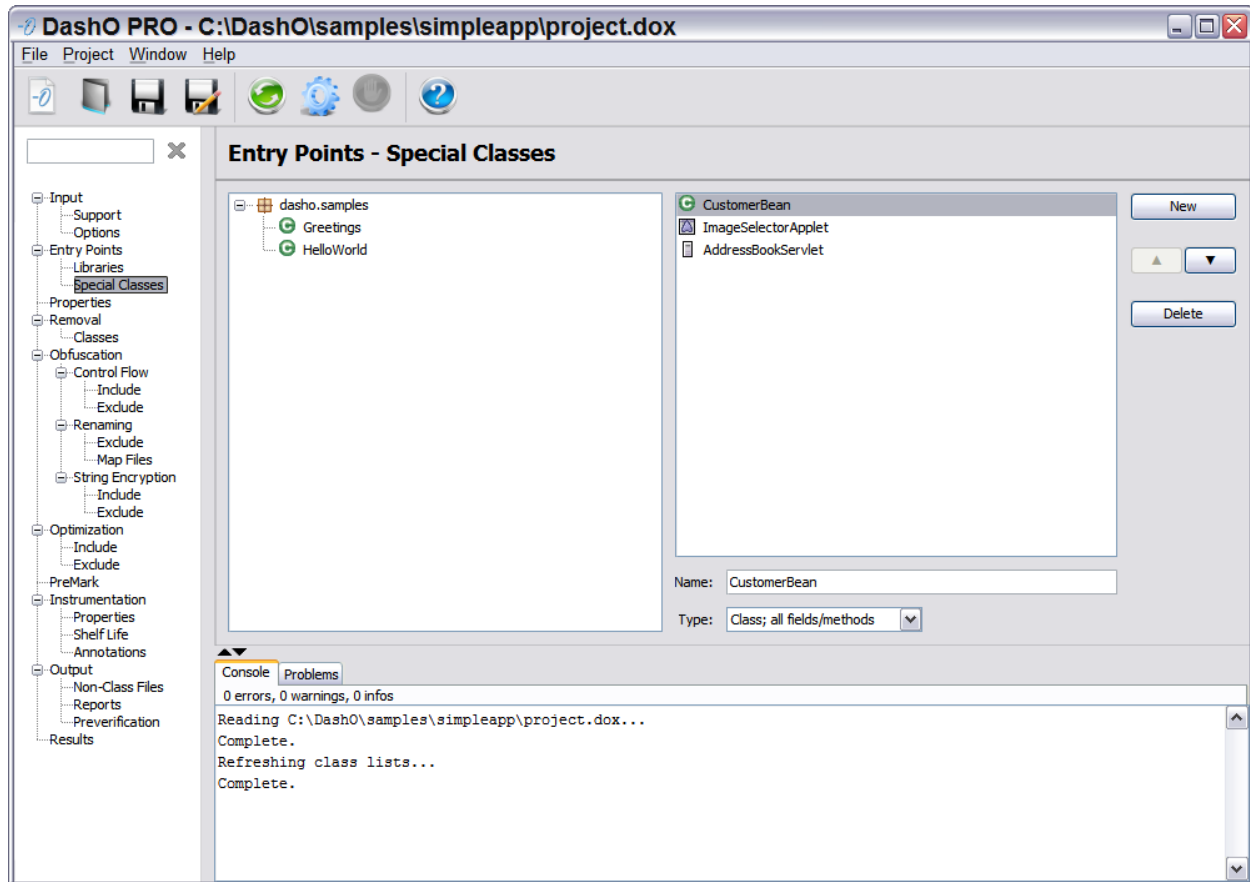 DashO PRO - C:\DashO\samples\simpleapp\project.dox
File Project Window Help
Entry Points - Special Classes
Input
Support
Options
Entry Points
Libraries
Special Classes
Properties
Removal
Classes
Obfuscation
Control Flow
Include
Exclude
Renaming
Exclude
Map Files
String Encryption
Include
Exclude
Optimization
Include
Exclude
PreMark
Instrumentation
Properties
Shelf Life
Annotations
Output
Non-Class Files
Reports
Preverification
Results
dasho.samples
Greetings
HelloWorld
CustomerBean
ImageSelectorApplet
AddressBookServlet
New
Delete
Name: CustomerBean
Type: Class; all fields/methods
Console Problems
0 errors, 0 warnings, 0 infos
Reading C:\DashO\samples\simpleapp\project.dox...
Complete.
Refreshing class lists...
Complete.